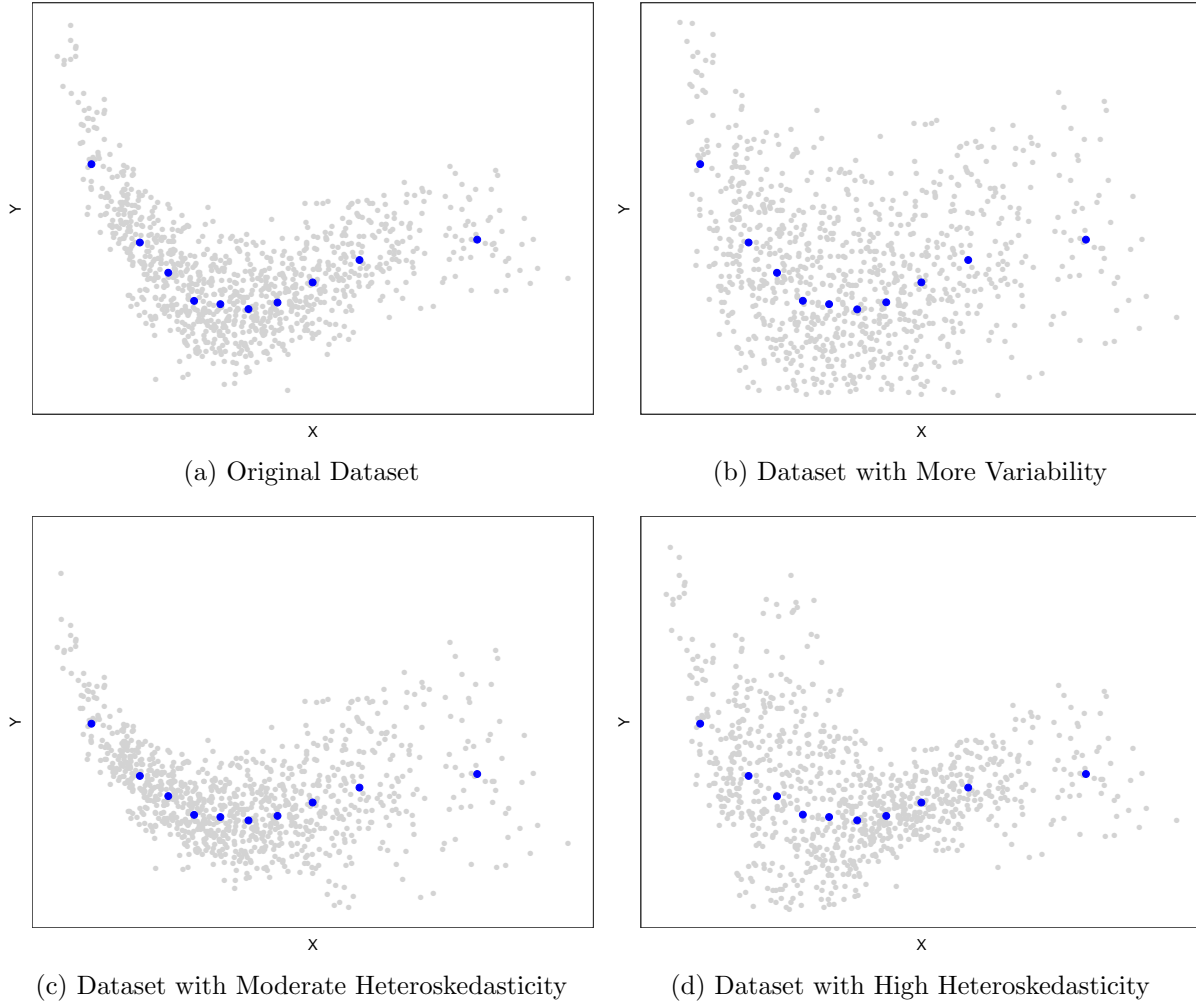 Y
X
(a) Original Dataset
Y
X
(b) Dataset with More Variability
Y
X
(c) Dataset with Moderate Heteroskedasticity
Y
X
(d) Dataset with High Heteroskedasticity